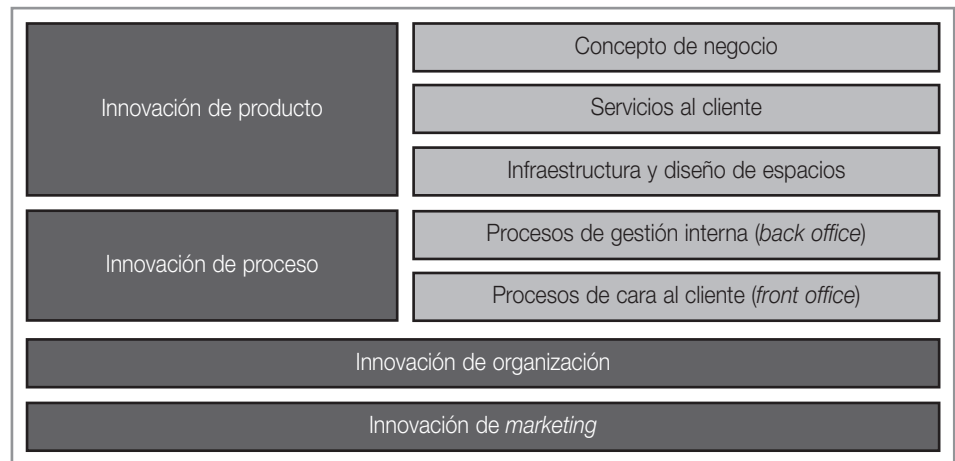 Innovación de producto
Concepto de negocio
Servicios al cliente
Infraestructura y diseño de espacios
Innovación de proceso
Procesos de gestión interna (back office)
Procesos de cara al cliente (front office)
Innovación de organización
Innovación de marketing